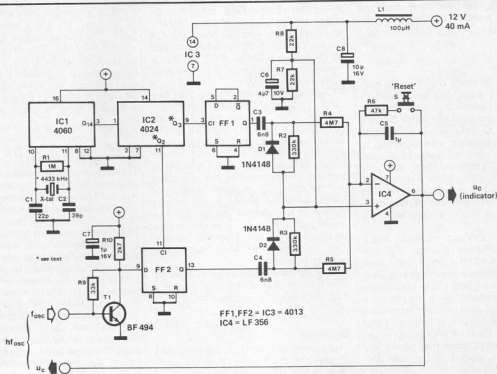 L1
100µH
12 V
40 mA
14
IC 3
7
R8
22k
R7
22k
C6
4µ7
10V
C8
10µ
16V
'Reset'
S
R6
47k
C5
1µ
16
14
IC1
4060
Q14
3
1
IC2
4024
* Q3
* Q2
9
3
5
2
D
Q̅
FF1
Cl
Q
1
S
R
6
4
C3
6n8
R4
4M7
D1
R2
330k
1N4148
10
11
8
12
2
7
11
R1
1M
* 4433 kHz
X-tal
C1
22p
C2
39p
* see text
2
3
7
IC4
6
4
uc
(indicator)
1N4148
D2
R3
330k
C7
1µ
16V
R10
2k7
R9
33k
11
Cl
9
D
Q
13
FF2
S
R
8
10
C4
6n8
R5
4M7
T1
BF 494
fosc
hfosc
uc
FF1,FF2 = IC3 = 4013
IC4 = LF 356